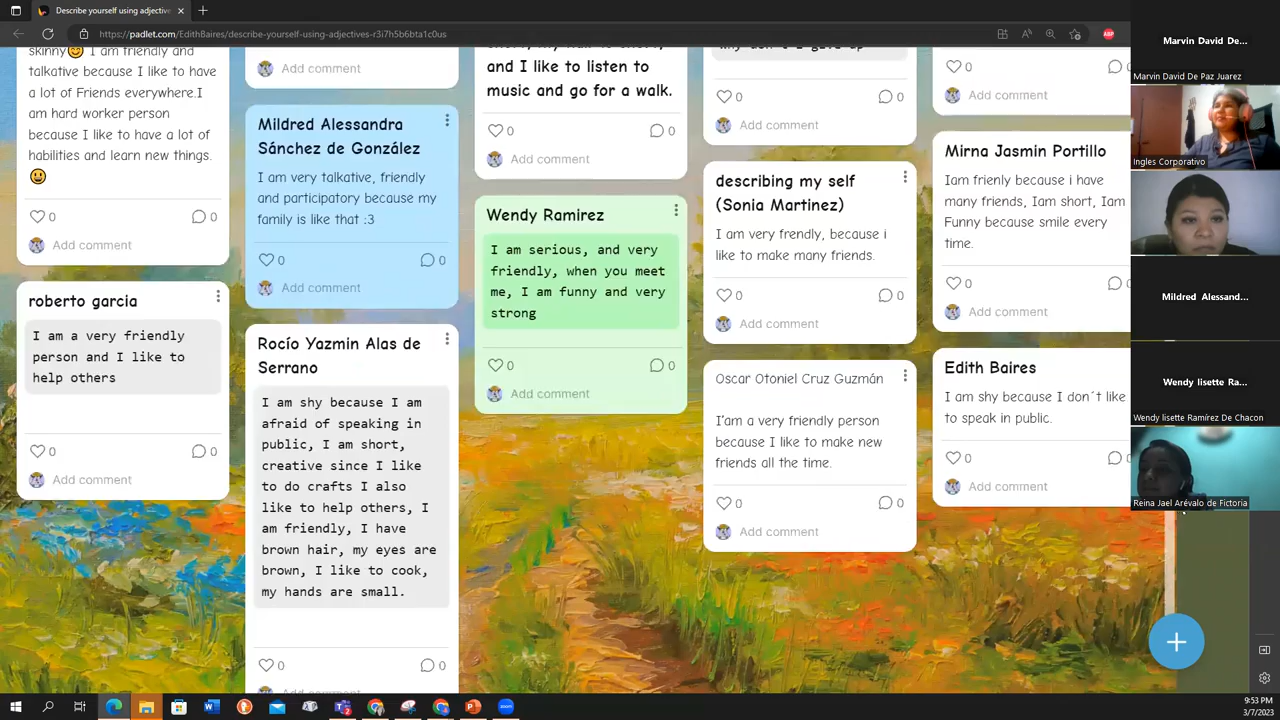 Describe yourself using adjectiv
https://padlet.com/EdithBaires/describe-yourself-using-adjectives-r3i7h5b6bta1c0us
skinny😊 I am friendly and
talkative because I like to have
a lot of Friends everywhere.I
am hard worker person
because I like to have a lot of
habilities and learn new things.
🙂
0
0
Add comment
roberto garcia
I am a very friendly
person and I like to
help others
0
0
Add comment
Add comment
Mildred Alessandra
Sánchez de González
I am very talkative, friendly
and participatory because my
family is like that :3
0
0
Add comment
Rocío Yazmin Alas de
Serrano
I am shy because I am
afraid of speaking in
public, I am short,
creative since I like
to do crafts I also
like to help others, I
am friendly, I have
brown hair, my eyes are
brown, I like to cook,
my hands are small.
0
0
Add comment
and I like to listen to
music and go for a walk.
0
0
Add comment
Wendy Ramirez
I am serious, and very
friendly, when you meet
me, I am funny and very
strong
0
0
Add comment
0
0
Add comment
describing my self
(Sonia Martinez)
I am very frendly, because i
like to make many friends.
0
0
Add comment
Oscar Otoniel Cruz Guzmán
I'am a very friendly person
because I like to make new
friends all the time.
0
0
Add comment
0
0
Add comment
Mirna Jasmin Portillo
Iam frienly because i have
many friends, Iam short, Iam
Funny because smile every
time.
0
0
Add comment
Edith Baires
I am shy because I don´t like
to speak in public.
0
0
Add comment
Marvin David De...
Marvin David De Paz Juarez
Ingles Corporativo
Mildred Alessand...
Wendy lisette Ra...
Wendy lisette Ramírez De Chacon
Reina Jael Arévalo de Fictoria
9:53 PM
3/7/2023